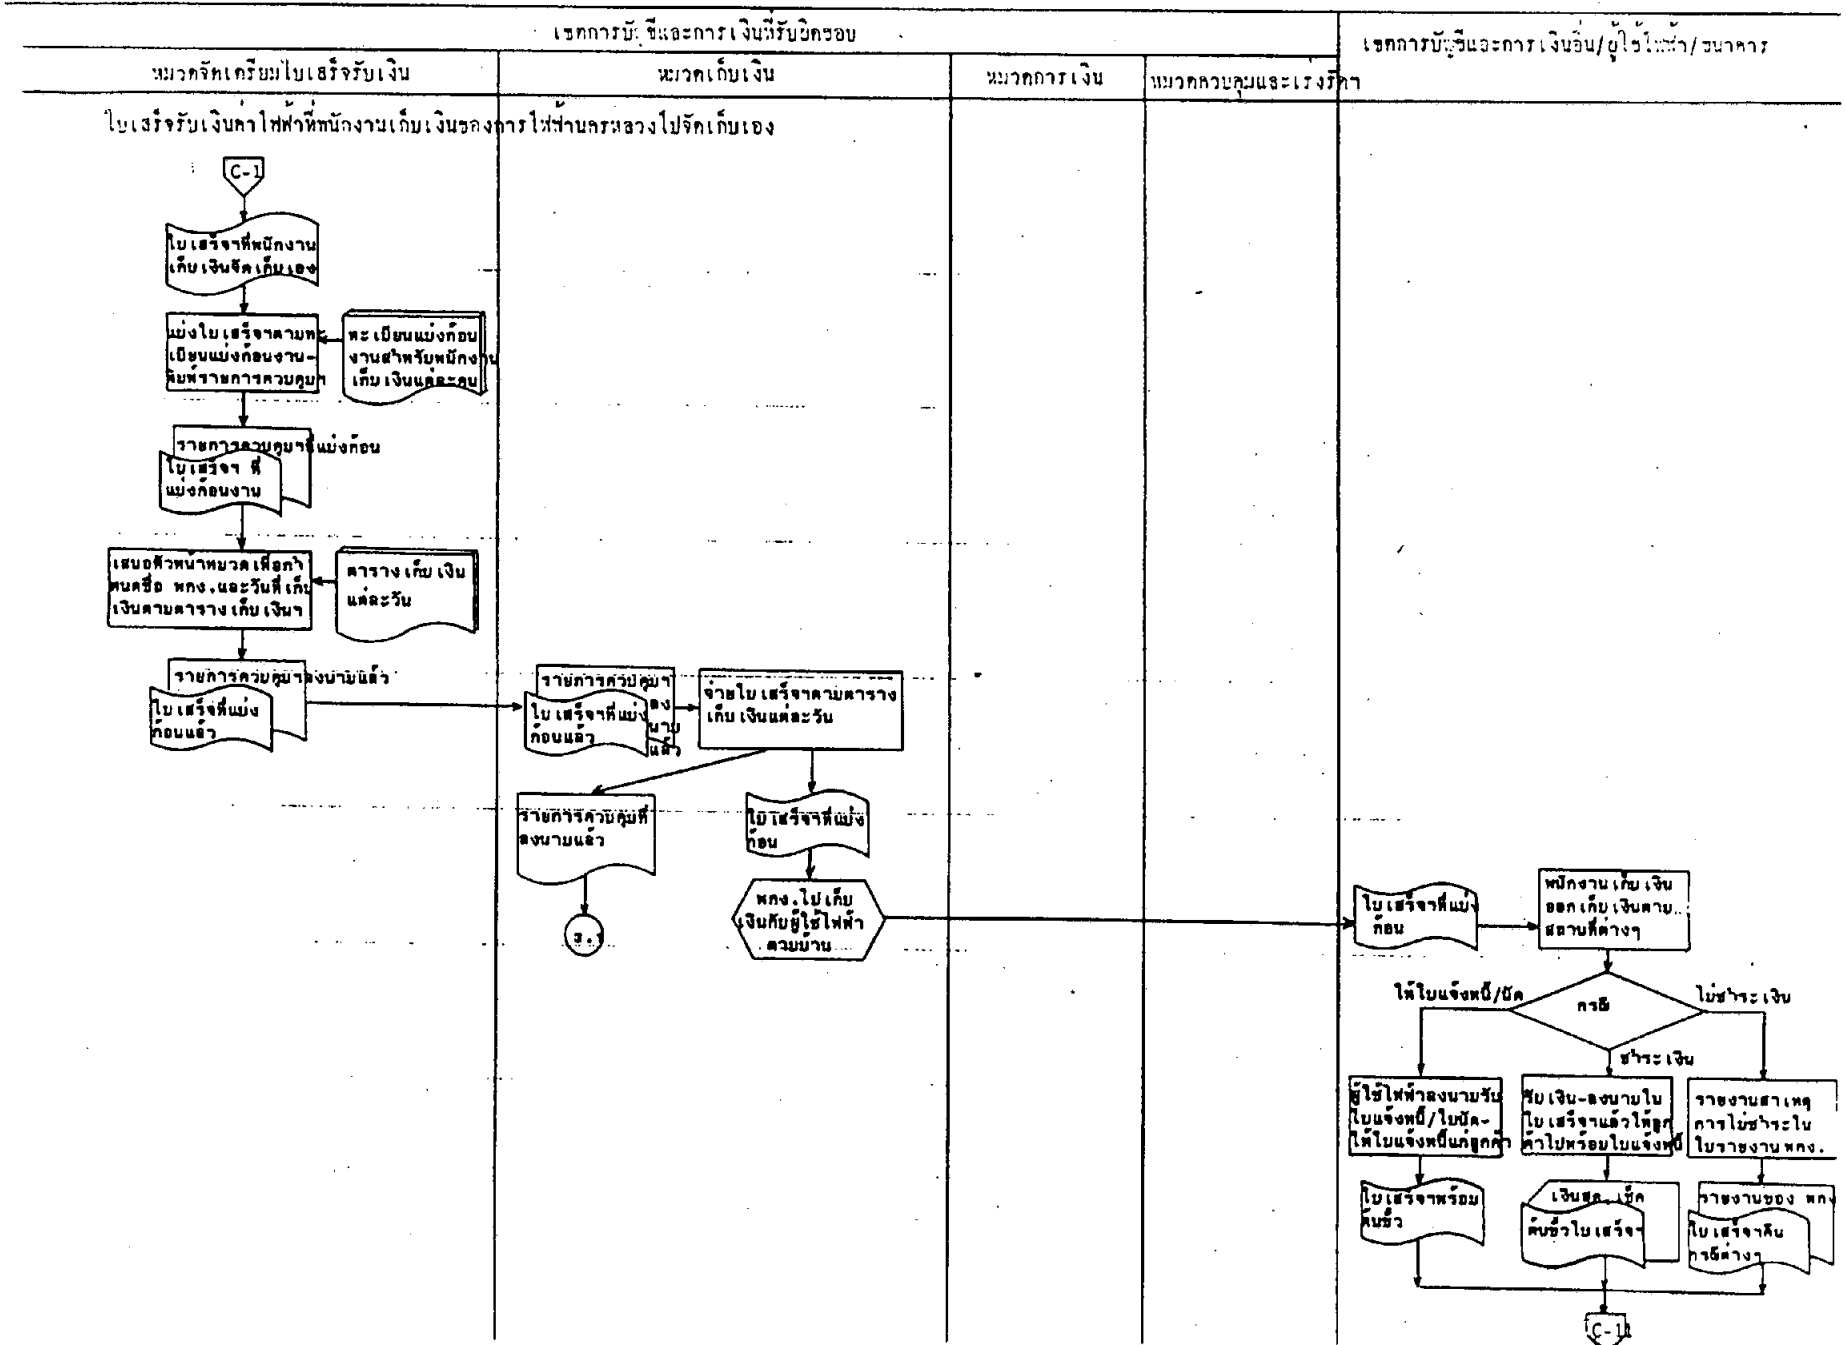 เขตการบัญชีและการเงินที่รับผิดชอบ
เขตการบัญชีและการเงินอื่น/ผู้ใช้ไฟฟ้า/ธนาคาร
หมวดจัดเตรียมใบเสร็จรับเงิน
หมวดเก็บเงิน
หมวดการเงิน
หมวดควบคุมและเร่งรัดฯ
ใบเสร็จรับเงินค่าไฟฟ้าที่พนักงานเก็บเงินของการไฟฟ้านครหลวงไปจัดเก็บเอง
C-1
ใบเสร็จฯที่พนักงาน
เก็บเงินจัดเก็บเอง
แบ่งใบเสร็จฯตามทะ
เบียนแบ่งก้อนงาน-
พิมพ์รายการควบคุมฯ
ทะเบียนแบ่งก้อน
งานสำหรับพนักงาน
เก็บเงินแต่ละคน
รายการควบคุมฯที่แบ่งก้อน
ใบเสร็จฯ ที่
แบ่งก้อนงาน
เสนอหัวหน้าหมวดเพื่อกำ
หนดชื่อ พกง.และวันที่เก็บ
เงินตามตารางเก็บเงินฯ
ตารางเก็บเงิน
แต่ละวัน
รายการควบคุมฯลงนามแล้ว
ใบเสร็จที่แบ่ง
ก้อนแล้ว
รายการควบคุมฯ
ลง
นาม
แล้ว
ใบเสร็จฯที่แบ่ง
ก้อนแล้ว
จ่ายใบเสร็จฯตามตาราง
เก็บเงินแต่ละวัน
รายการควบคุมที่
ลงนามแล้ว
ใบเสร็จฯที่แบ่ง
ก้อน
พกง.ไปเก็บ
เงินกับผู้ใช้ไฟฟ้า
ตามบ้าน
ใบเสร็จฯที่แบ่ง
ก้อน
พนักงานเก็บเงิน
ออกเก็บเงินตาม
สถานที่ต่างๆ
ให้ใบแจ้งหนี้/นัด
กรณี
ไม่ชำระเงิน
ชำระเงิน
ผู้ใช้ไฟฟ้าลงนามรับ
ใบแจ้งหนี้/ใบนัด-
ให้ใบแจ้งหนี้แก่ลูกค้า
รับเงิน-ลงนามใน
ใบเสร็จฯแล้วให้ลูก
ค้าไปพร้อมใบแจ้งหนี้
รายงานสาเหตุ
การไม่ชำระใน
ใบรายงานพกง.
ใบเสร็จฯพร้อม
ต้นขั้ว
เงินสด เช็ค
ต้นขั้วใบเสร็จฯ
รายงานของ พกง
ใบเสร็จฯคืน
กรณีต่างๆ
C-11